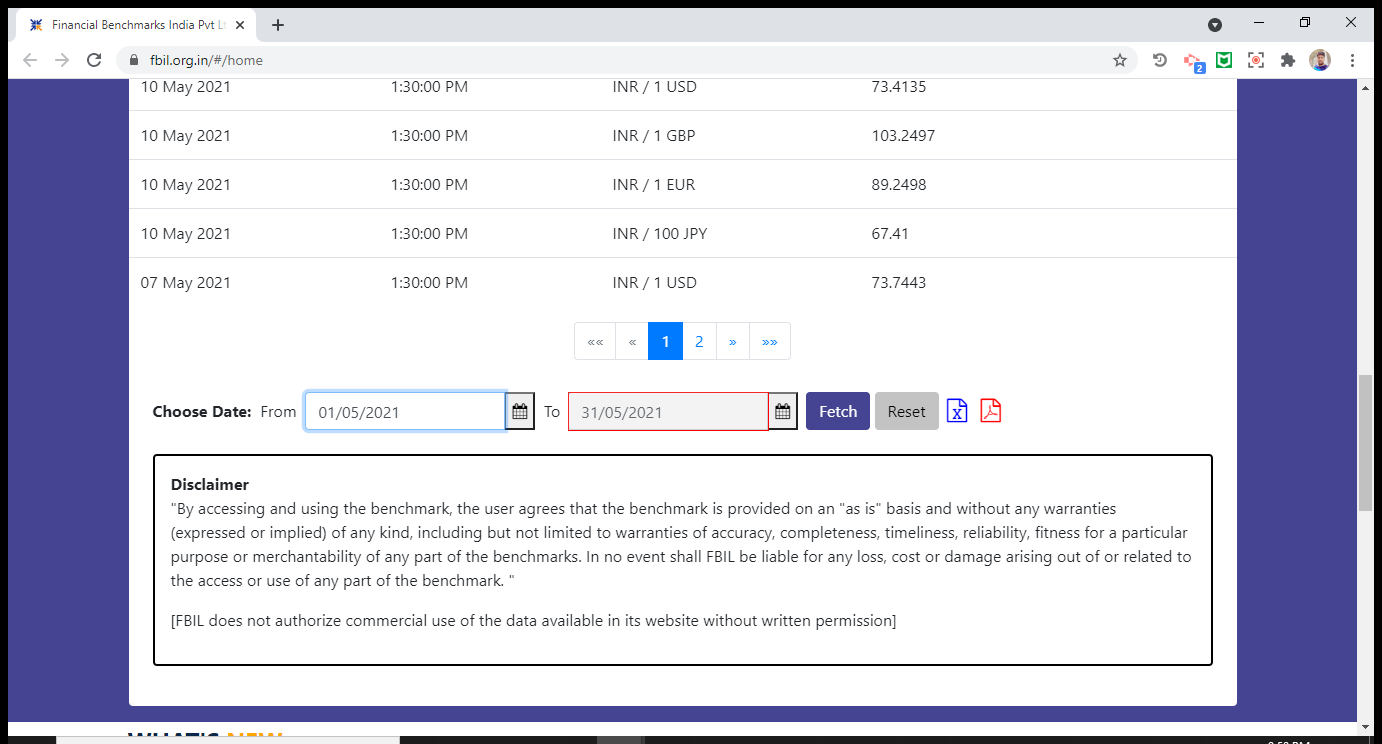 Financial Benchmarks India Pvt Lt
fbil.org.in/#/home
2
10 May 2021 1:30:00 PM INR / 1 USD 73.4135
10 May 2021 1:30:00 PM INR / 1 GBP 103.2497
10 May 2021 1:30:00 PM INR / 1 EUR 89.2498
10 May 2021 1:30:00 PM INR / 100 JPY 67.41
07 May 2021 1:30:00 PM INR / 1 USD 73.7443
«« « 1 2 » »»
Choose Date: From 01/05/2021 To 31/05/2021 Fetch Reset X
Disclaimer
"By accessing and using the benchmark, the user agrees that the benchmark is provided on an "as is" basis and without any warranties
(expressed or implied) of any kind, including but not limited to warranties of accuracy, completeness, timeliness, reliability, fitness for a particular
purpose or merchantability of any part of the benchmarks. In no event shall FBIL be liable for any loss, cost or damage arising out of or related to
the access or use of any part of the benchmark. "
[FBIL does not authorize commercial use of the data available in its website without written permission]
WHAT'S NEW